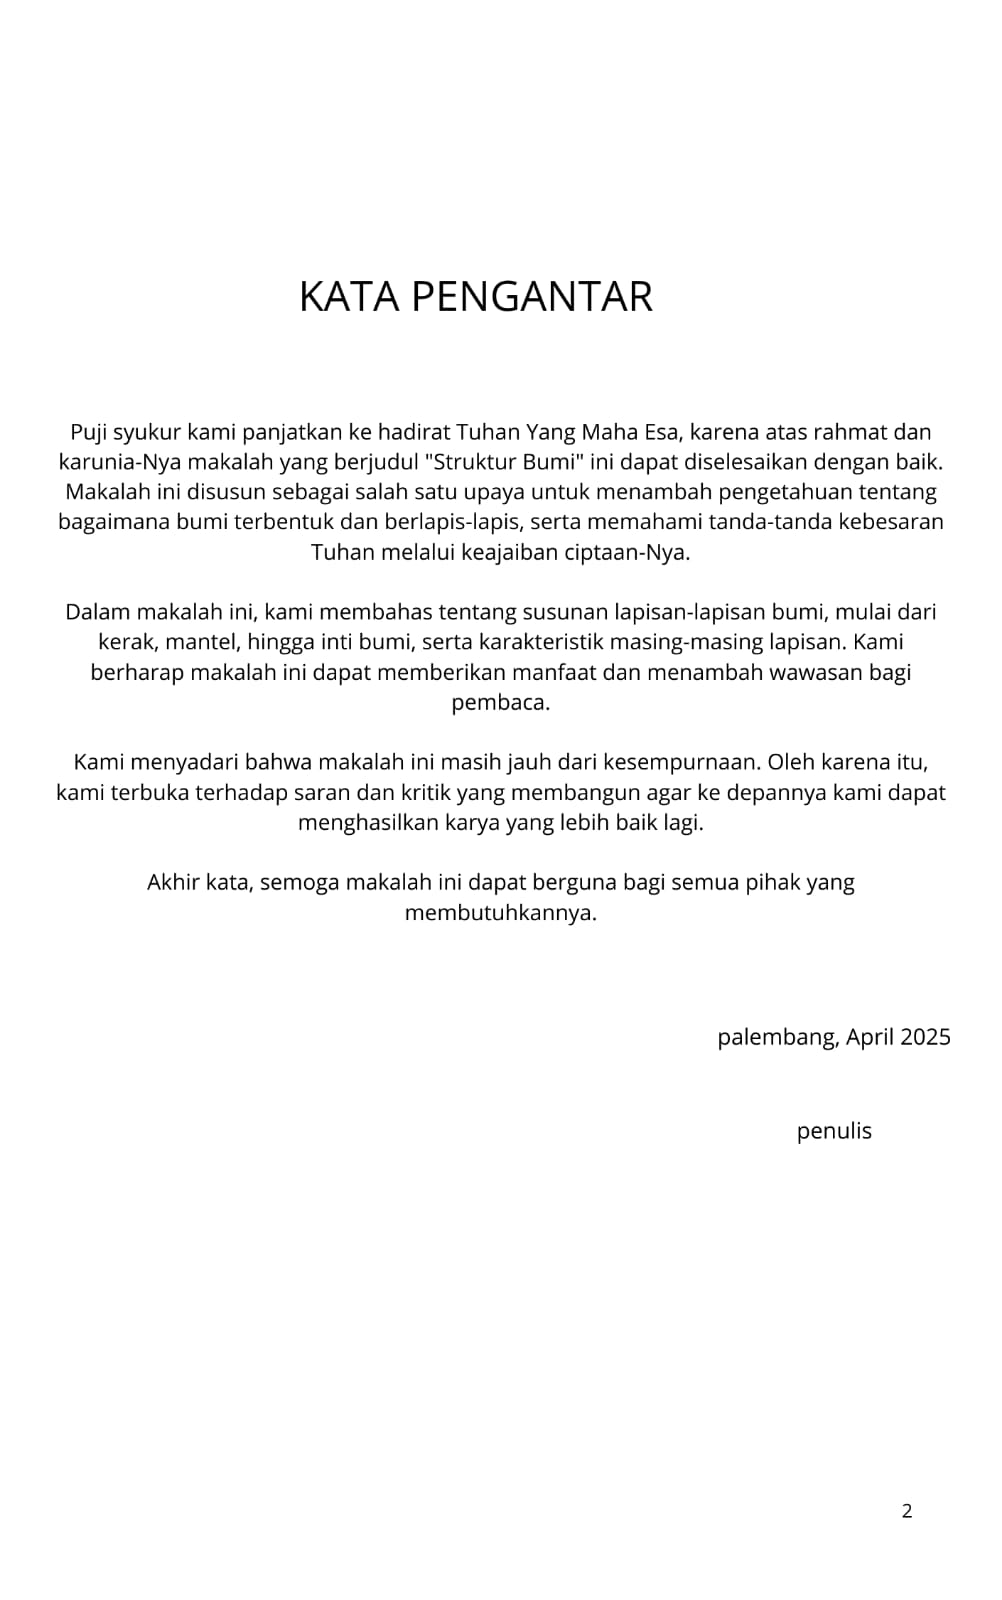 KATA PENGANTAR
Puji syukur kami panjatkan ke hadirat Tuhan Yang Maha Esa, karena atas rahmat dan
karunia-Nya makalah yang berjudul "Struktur Bumi" ini dapat diselesaikan dengan baik.
Makalah ini disusun sebagai salah satu upaya untuk menambah pengetahuan tentang
bagaimana bumi terbentuk dan berlapis-lapis, serta memahami tanda-tanda kebesaran
Tuhan melalui keajaiban ciptaan-Nya.
Dalam makalah ini, kami membahas tentang susunan lapisan-lapisan bumi, mulai dari
kerak, mantel, hingga inti bumi, serta karakteristik masing-masing lapisan. Kami
berharap makalah ini dapat memberikan manfaat dan menambah wawasan bagi
pembaca.
Kami menyadari bahwa makalah ini masih jauh dari kesempurnaan. Oleh karena itu,
kami terbuka terhadap saran dan kritik yang membangun agar ke depannya kami dapat
menghasilkan karya yang lebih baik lagi.
Akhir kata, semoga makalah ini dapat berguna bagi semua pihak yang
membutuhkannya.
palembang, April 2025
penulis
2